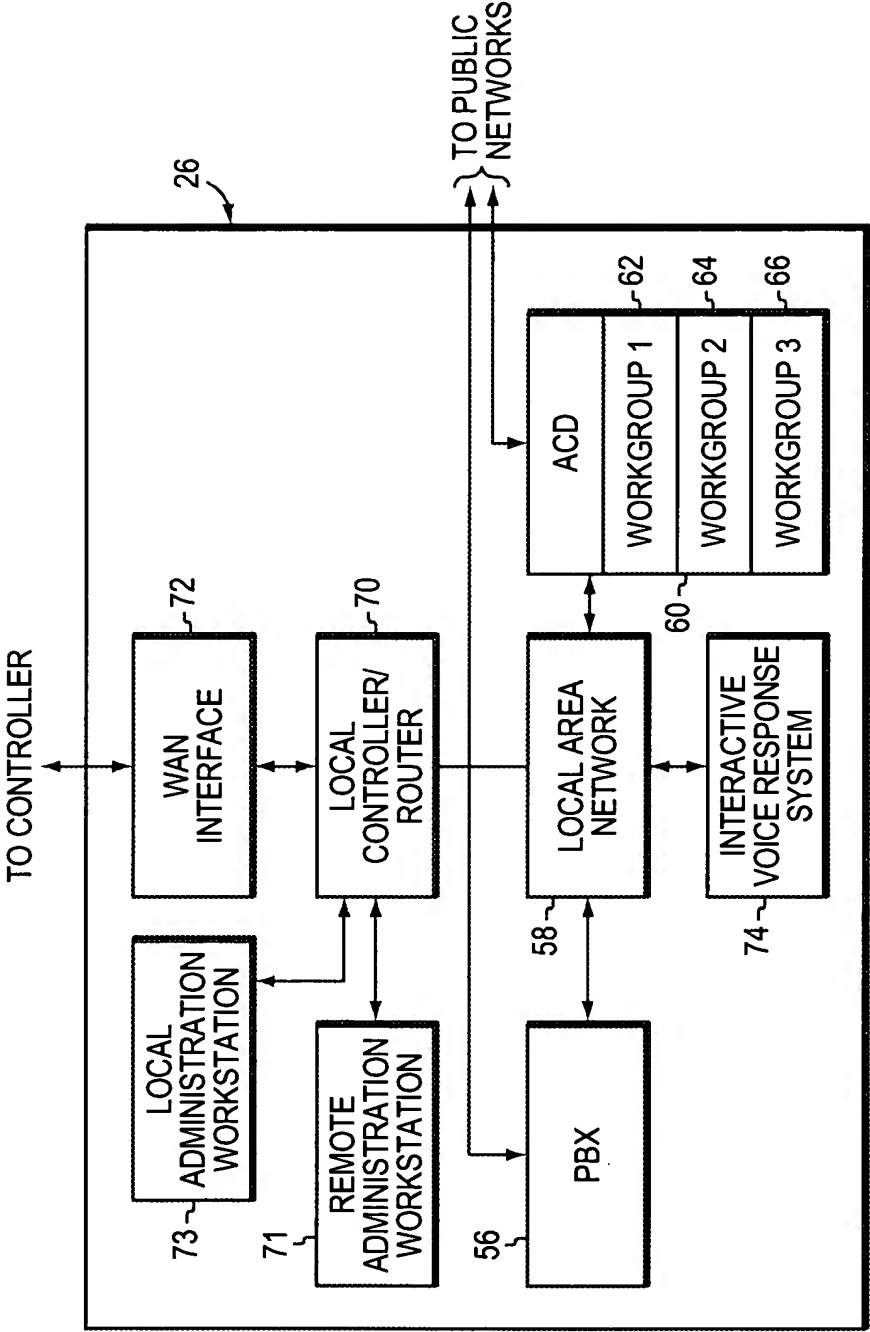 TO CONTROLLER
26
WAN
INTERFACE
72
LOCAL
ADMINISTRATION
WORKSTATION
73
LOCAL
CONTROLLER/
ROUTER
70
REMOTE
ADMINISTRATION
WORKSTATION
71
TO PUBLIC
NETWORKS
PBX
56
LOCAL AREA
NETWORK
58
ACD
WORKGROUP 1
WORKGROUP 2
WORKGROUP 3
60
62
64
66
INTERACTIVE
VOICE RESPONSE
SYSTEM
74